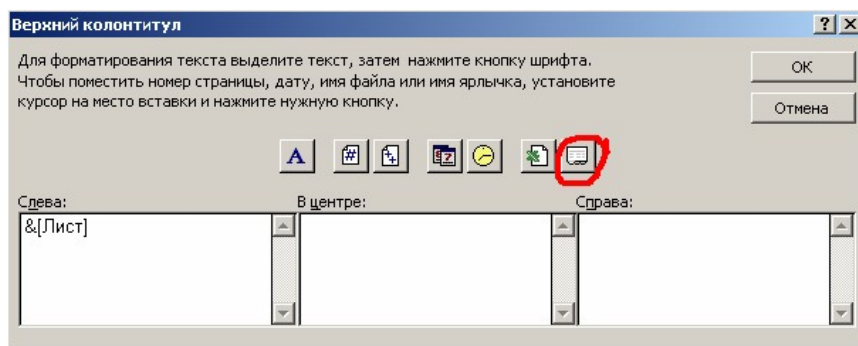 Верхний колонтитул
Для форматирования текста выделите текст, затем нажмите кнопку шрифта.
Чтобы поместить номер страницы, дату, имя файла или имя ярлычка, установите
курсор на место вставки и нажмите нужную кнопку.
ОК
Отмена
Слева:
В центре:
Справа:
&[Лист]